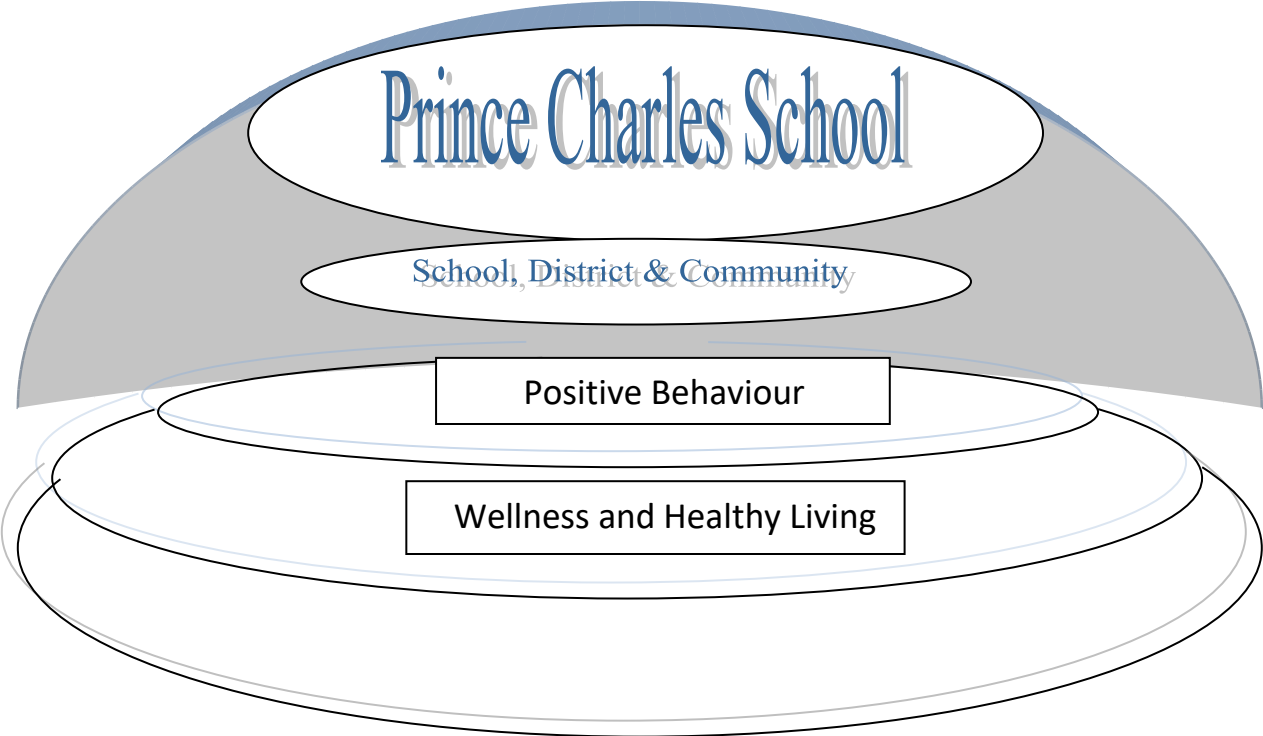 Prince Charles School
School, District & Community
Positive Behaviour
Wellness and Healthy Living